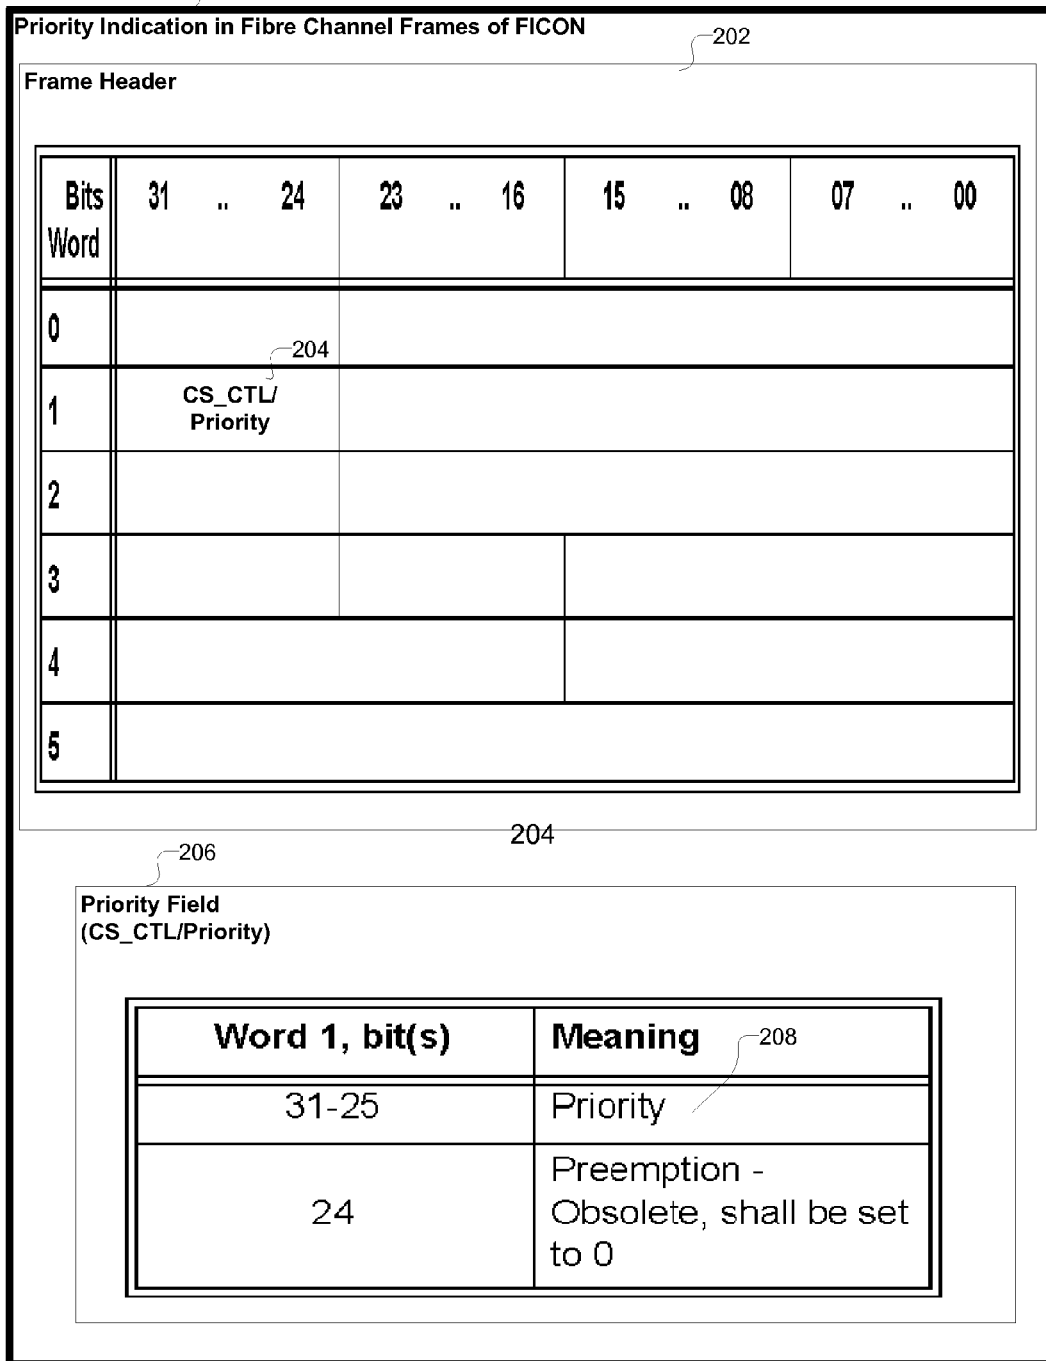 Priority Indication in Fibre Channel Frames of FICON
202
Frame Header
Bits 31 .. 24 23 .. 16 15 .. 08 07 .. 00
Word
0
204
1 CS_CTL/
Priority
2
3
4
5
204
206
Priority Field
(CS_CTL/Priority)
Word 1, bit(s) Meaning 208
31-25 Priority
24 Preemption -
Obsolete, shall be set
to 0